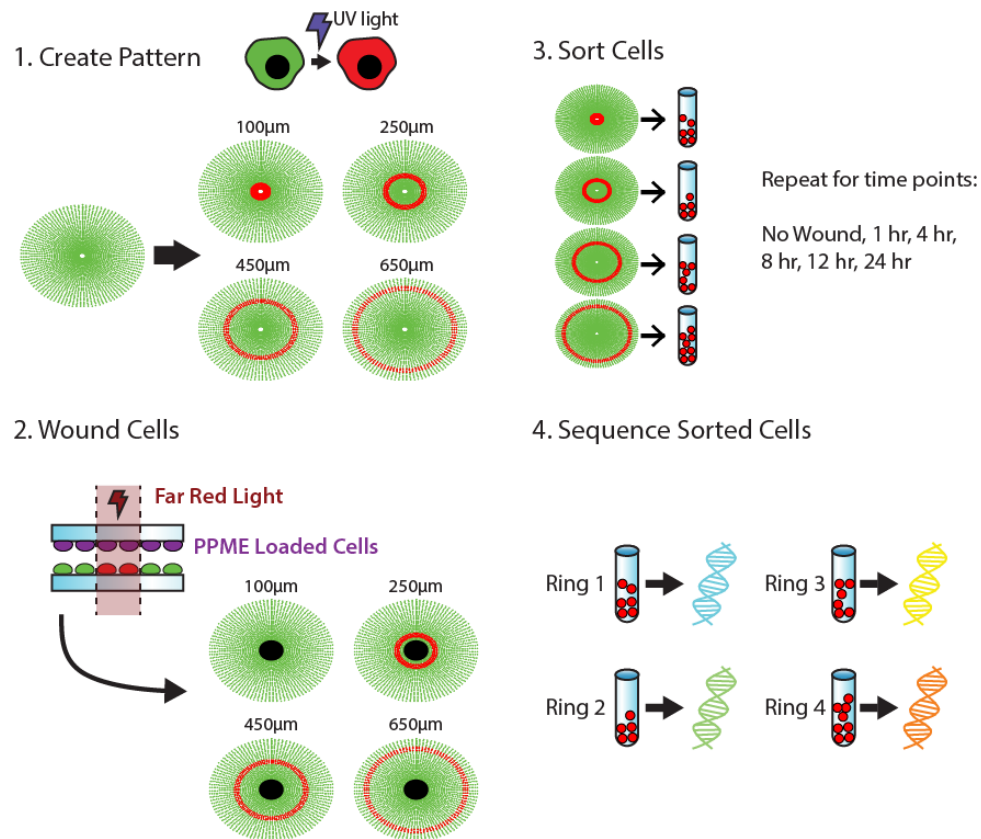 1. Create Pattern
UV light
100µm
250µm
450µm
650µm
2. Wound Cells
Far Red Light
PPME Loaded Cells
100µm
250µm
450µm
650µm
3. Sort Cells
Repeat for time points:
No Wound, 1 hr, 4 hr,
8 hr, 12 hr, 24 hr
4. Sequence Sorted Cells
Ring 1
Ring 3
Ring 2
Ring 4